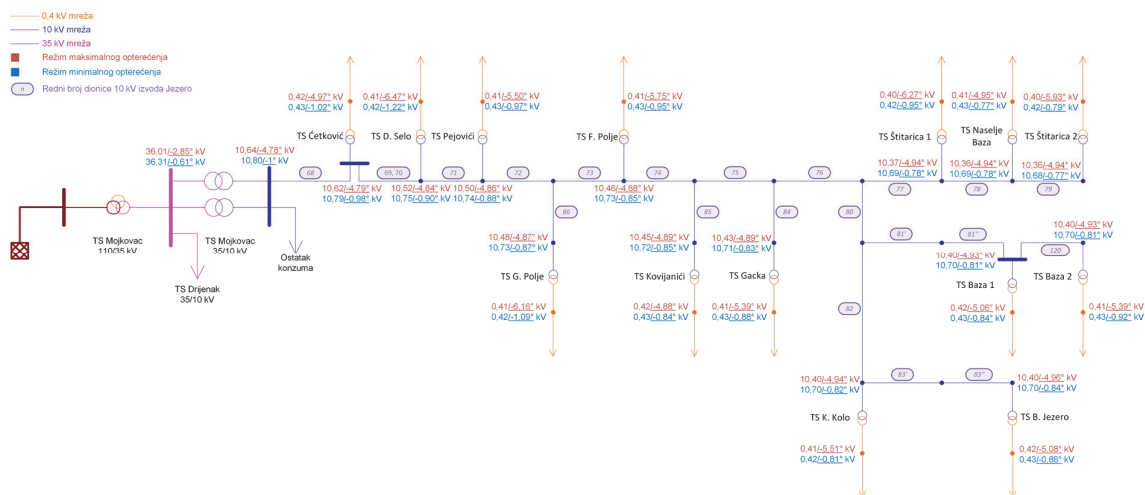 0,4 kV mreža
10 kV mreža
35 kV mreža
Režim maksimalnog opterećenja
Režim minimalnog opterećenja
n Redni broj dionice 10 kV izvoda Jezero
0,42/-4,97° kV
0,43/-1,02° kV
0,41/-6,47° kV
0,42/-1,22° kV
0,41/-5,50° kV
0,43/-0,97° kV
0,41/-5,75° kV
0,43/-0,95° kV
0,40/-6,27° kV
0,42/-0,95° kV
0,41/-4,95° kV
0,43/-0,77° kV
0,40/-5,93° kV
0,42/-0,79° kV
TS Ćetković
TS D. Selo
TS Pejovići
TS F. Polje
TS Štitarica 1
TS Naselje
Baza
TS Štitarica 2
36,01/-2,85° kV
36,31/-0,61° kV
10,64/-4,78° kV
10,80/-1° kV
10,37/-4,94° kV
10,69/-0,78° kV
10,36/-4,94° kV
10,69/-0,78° kV
10,36/-4,94° kV
10,68/-0,77° kV
68
69, 70
71
72
73
74
75
76
77
78
79
10,62/-4,79° kV
10,79/-0,98° kV
10,52/-4,84° kV
10,75/-0,90° kV
10,50/-4,86° kV
10,74/-0,88° kV
10,46/-4,88° kV
10,73/-0,85° kV
86
85
84
80
81'
81''
120
10,40/-4,93° kV
10,70/-0,81° kV
TS Mojkovac
110/35 kV
TS Mojkovac
35/10 kV
Ostatak
konzuma
TS Drijenak
35/10 kV
10,48/-4,87° kV
10,73/-0,87° kV
10,45/-4,89° kV
10,72/-0,85° kV
10,43/-4,89° kV
10,71/-0,83° kV
10,40/-4,93° kV
10,70/-0,81° kV
TS G. Polje
TS Kovijanići
TS Gacka
TS Baza 1
TS Baza 2
0,41/-6,16° kV
0,42/-1,09° kV
0,42/-4,88° kV
0,43/-0,84° kV
0,41/-5,39° kV
0,43/-0,88° kV
82
0,42/-5,06° kV
0,43/-0,84° kV
0,41/-5,39° kV
0,43/-0,92° kV
10,40/-4,94° kV
10,70/-0,82° kV
83'
83''
10,40/-4,96° kV
10,70/-0,84° kV
TS K. Kolo
TS B. Jezero
0,41/-5,51° kV
0,42/-0,81° kV
0,42/-5,08° kV
0,43/-0,86° kV